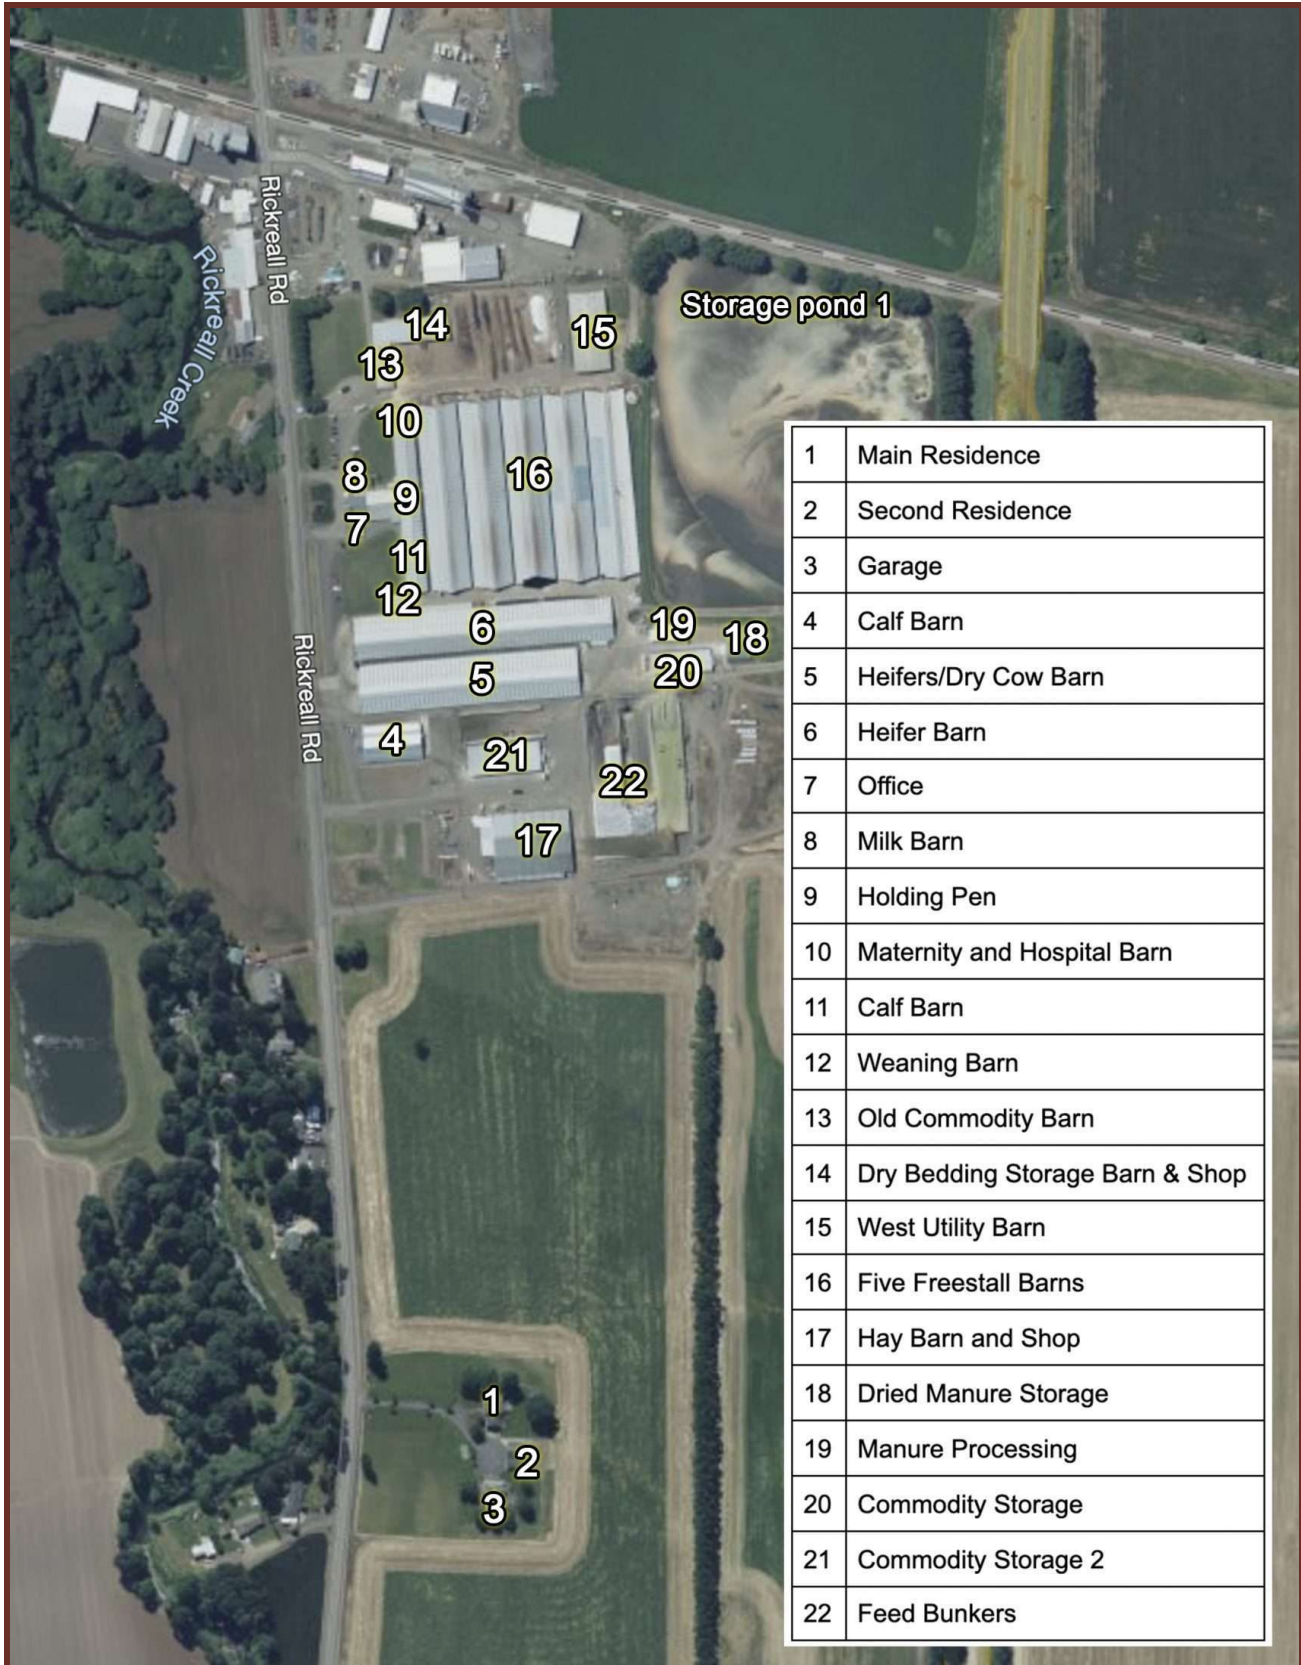 Rickreall Rd
Rickreall Creek
Storage pond 1
14
15
13
10
16
8
9
7
11
12
6
19
18
5
20
4
21
22
17
Rickreall Rd
1
2
3
1 Main Residence
2 Second Residence
3 Garage
4 Calf Barn
5 Heifers/Dry Cow Barn
6 Heifer Barn
7 Office
8 Milk Barn
9 Holding Pen
10 Maternity and Hospital Barn
11 Calf Barn
12 Weaning Barn
13 Old Commodity Barn
14 Dry Bedding Storage Barn & Shop
15 West Utility Barn
16 Five Freestall Barns
17 Hay Barn and Shop
18 Dried Manure Storage
19 Manure Processing
20 Commodity Storage
21 Commodity Storage 2
22 Feed Bunkers